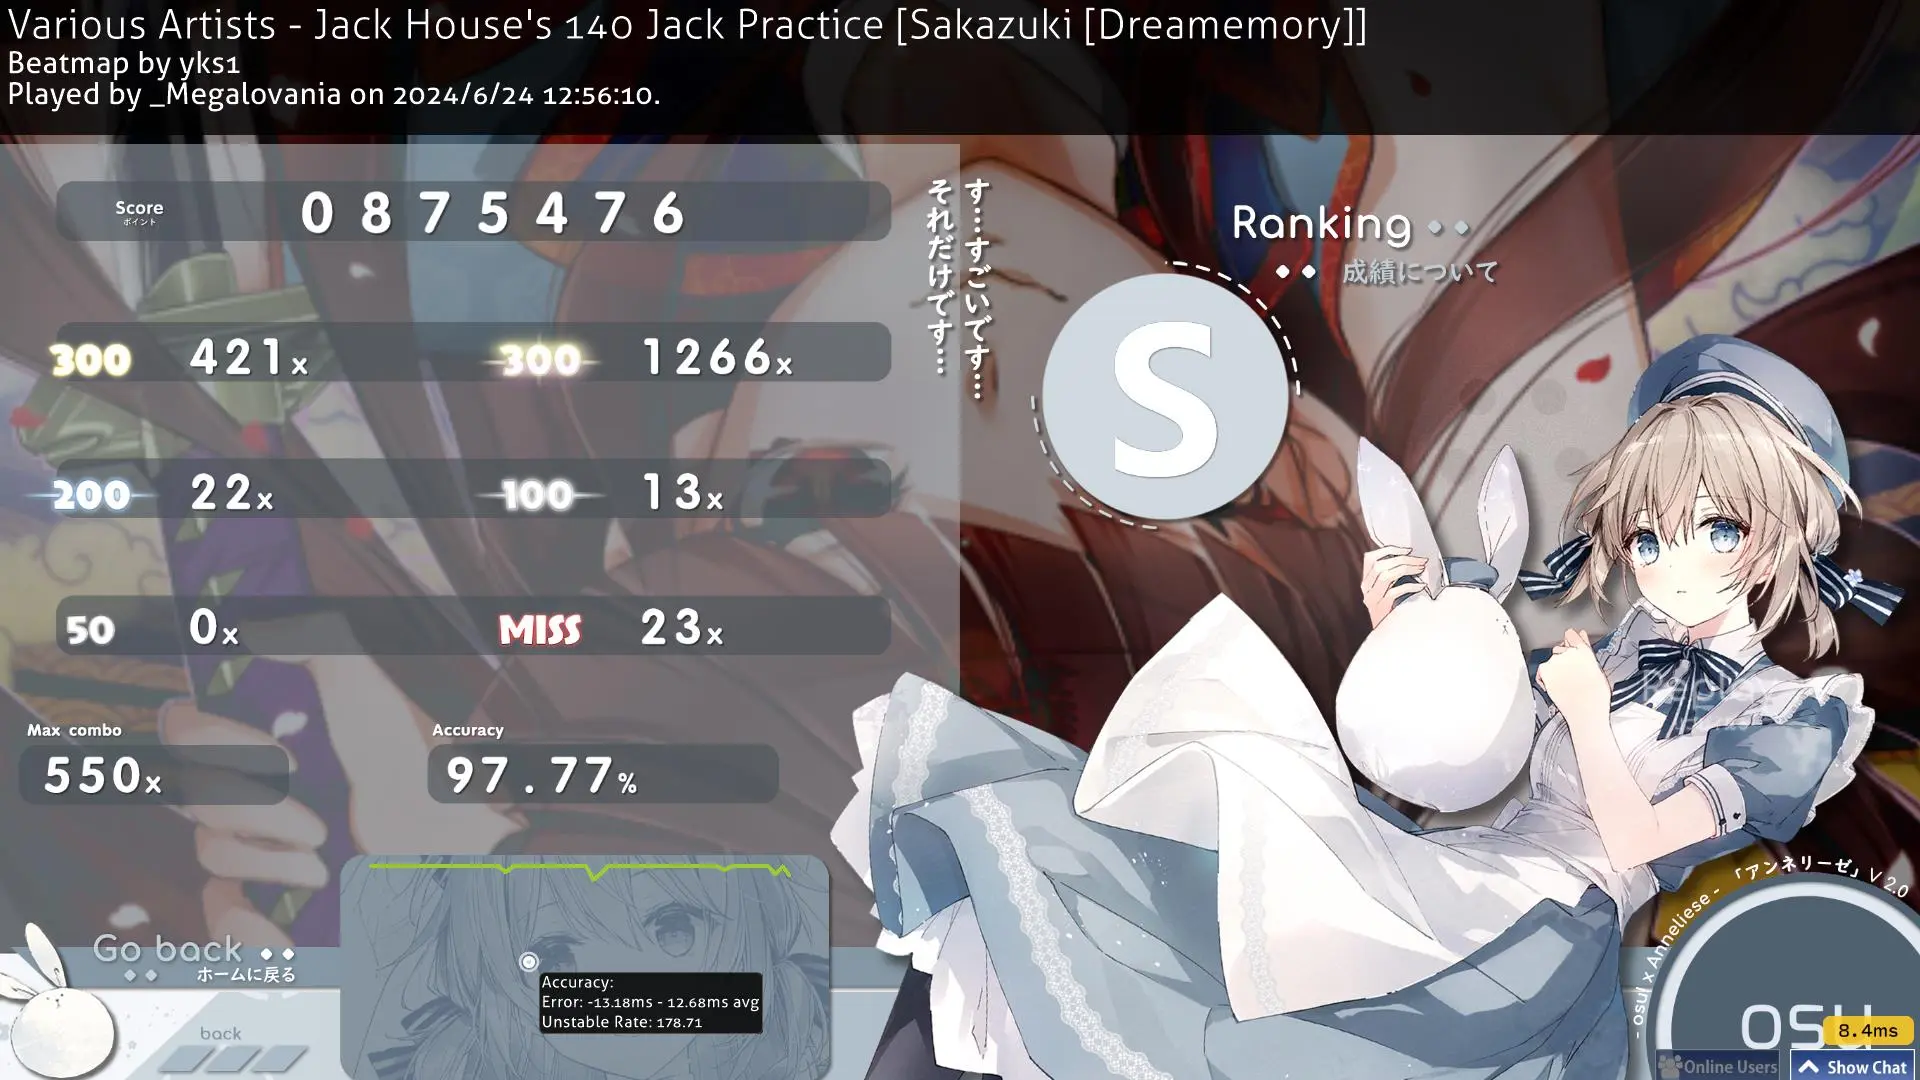 Various Artists - Jack House's 140 Jack Practice [Sakazuki [Dreamemory]]
Beatmap by yks1
Played by _Megalovania on 2024/6/24 12:56:10.
Score
ポイント
0875476
す…すごいです…
それだけです…
Ranking
成績について
S
300 421x
300 1266x
200 22x
100 13x
50 0x
MISS 23x
Max combo
550x
Accuracy
97.77%
Go back
ホームに戻る
back
Accuracy:
Error: -13.18ms - 12.68ms avg
Unstable Rate: 178.71
- osu! x Anneliese - 「アンネリーゼ」 V 2.0
osu
8.4ms
Online Users
Show Chat